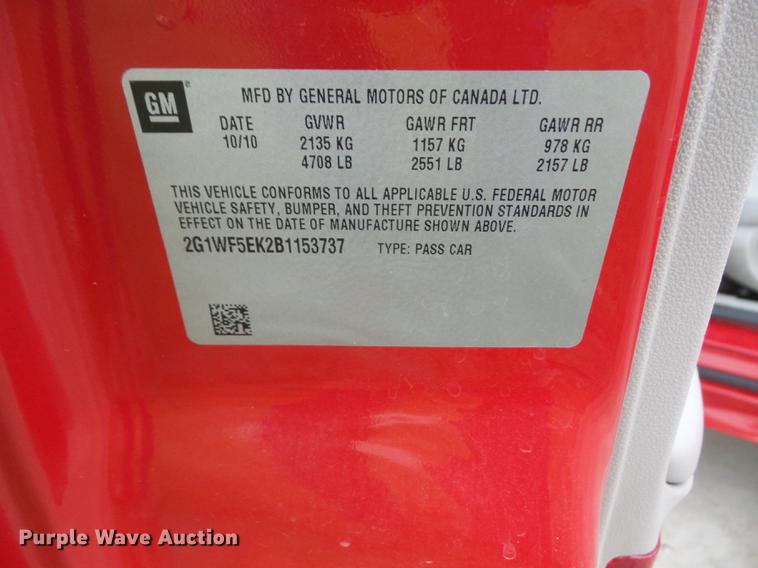 GM
MFD BY GENERAL MOTORS OF CANADA LTD.
DATE GVWR GAWR FRT GAWR RR
10/10 2135 KG 1157 KG 978 KG
4708 LB 2551 LB 2157 LB
THIS VEHICLE CONFORMS TO ALL APPLICABLE U.S. FEDERAL MOTOR
VEHICLE SAFETY, BUMPER, AND THEFT PREVENTION STANDARDS IN
EFFECT ON THE DATE OF MANUFACTURE SHOWN ABOVE.
2G1WF5EK2B1153737 TYPE: PASS CAR
Purple Wave Auction